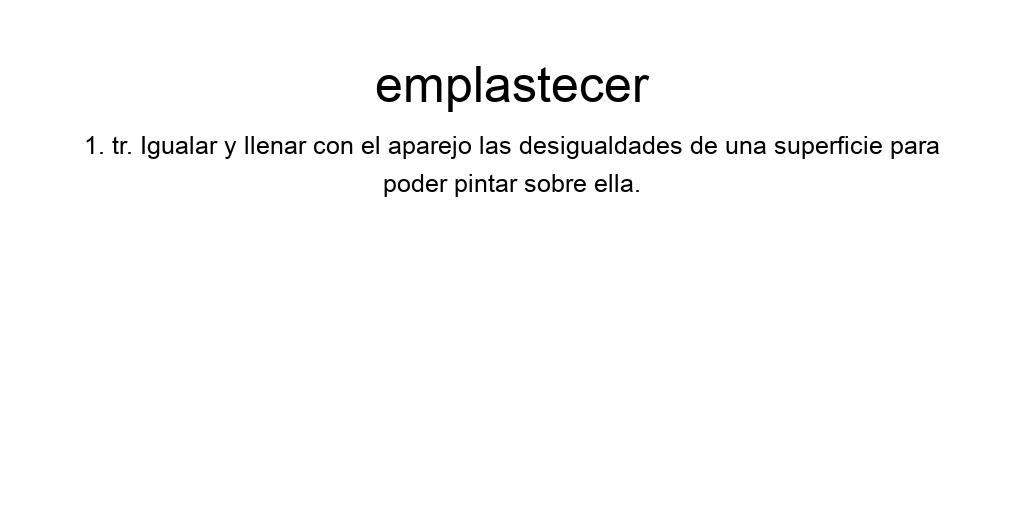 emplastecer
1. tr. Igualar y llenar con el aparejo las desigualdades de una superficie para
poder pintar sobre ella.